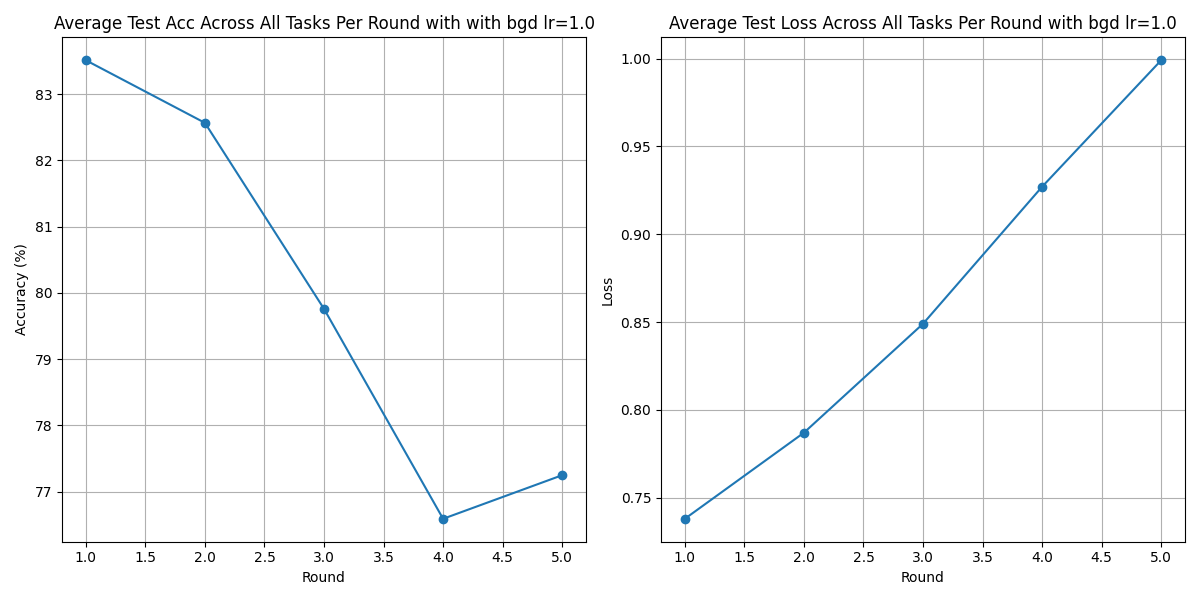 Average Test Acc Across All Tasks Per Round with with bgd lr=1.0
Accuracy (%)
83
82
81
80
79
78
77
1.0 1.5 2.0 2.5 3.0 3.5 4.0 4.5 5.0
Round
Average Test Loss Across All Tasks Per Round with bgd lr=1.0
Loss
1.00
0.95
0.90
0.85
0.80
0.75
1.0 1.5 2.0 2.5 3.0 3.5 4.0 4.5 5.0
Round